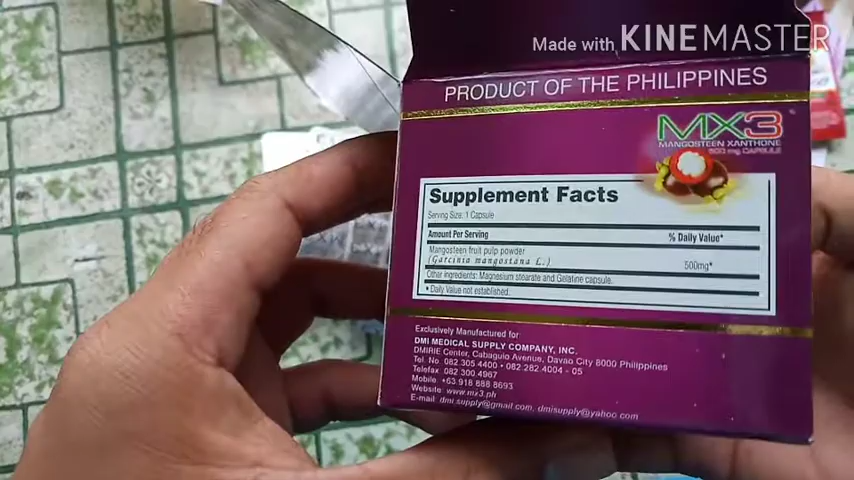 Made with KINEMASTER
PRODUCT OF THE PHILIPPINES
MX3
MANGOSTEEN XANTHONE
500 mg CAPSULE
Supplement Facts
Serving Size: 1 Capsule
Amount Per Serving % Daily Value*
Mangosteen fruit pulp powder
(Garcinia mangostana L.) 500mg*
Other ingredients: Magnesium stearate and Gelatine capsule.
* Daily Value not established.
Exclusively Manufactured for:
DMI MEDICAL SUPPLY COMPANY, INC.
DMIRIE Center, Cabaguio Avenue, Davao City 8000 Philippines
Tel. No 082.305 4400 • 082.282 4004 - 05
Telefax 082 300 4967
Mobile +63.918 888 8693
Website www.mx3.ph
E-mail dmi.supply@gmail.com, dmisupply@yahoo.com